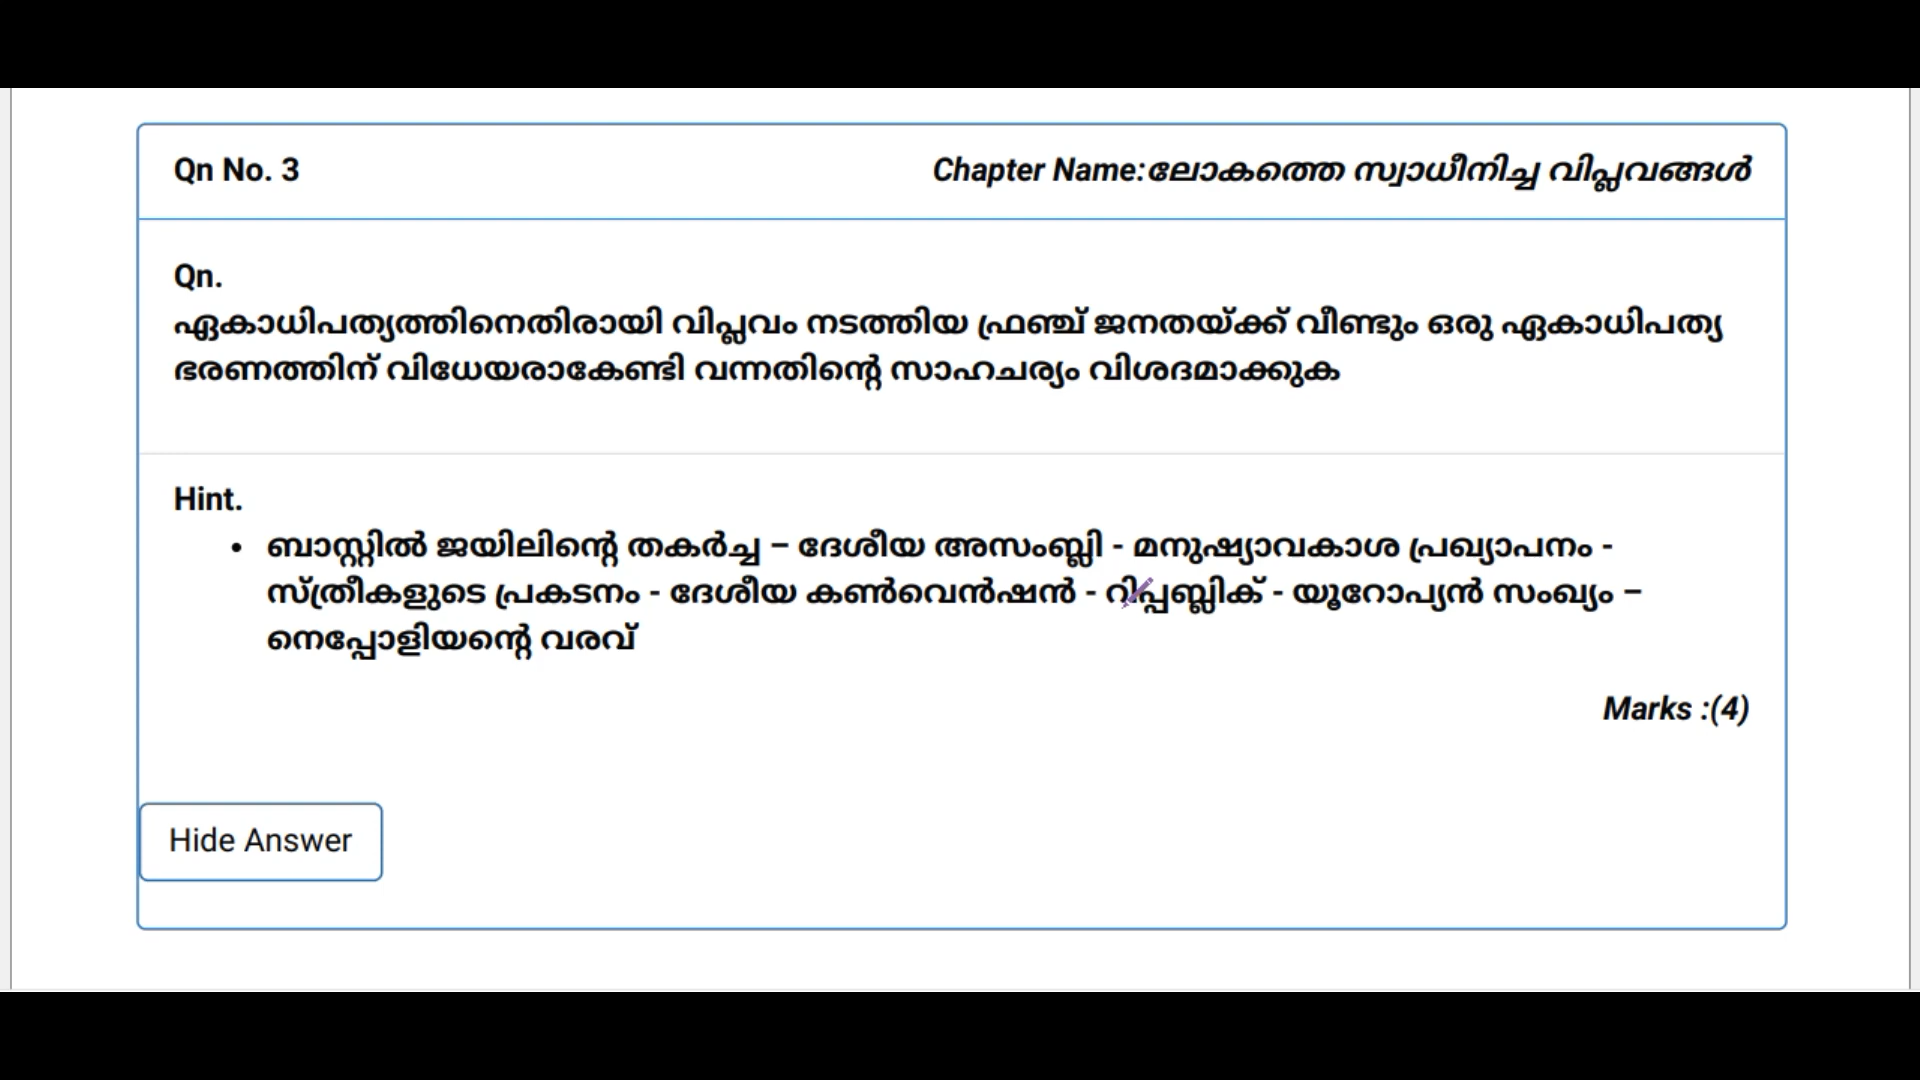 Qn No. 3
Chapter Name:ലോകത്തെ സ്വാധീനിച്ച വിപ്ലവങ്ങൾ
Qn.
ഏകാധിപത്യത്തിനെതിരായി വിപ്ലവം നടത്തിയ ഫ്രഞ്ച് ജനതയ്ക്ക് വീണ്ടും ഒരു ഏകാധിപത്യ
ഭരണത്തിന് വിധേയരാകേണ്ടി വന്നതിന്റെ സാഹചര്യം വിശദമാക്കുക
Hint.
• ബാസ്റ്റിൽ ജയിലിന്റെ തകർച്ച – ദേശീയ അസംബ്ലി - മനുഷ്യാവകാശ പ്രഖ്യാപനം -
സ്ത്രീകളുടെ പ്രകടനം - ദേശീയ കൺവെൻഷൻ - റിപ്പബ്ലിക് - യൂറോപ്യൻ സംഖ്യം –
നെപ്പോളിയന്റെ വരവ്
Marks :(4)
Hide Answer